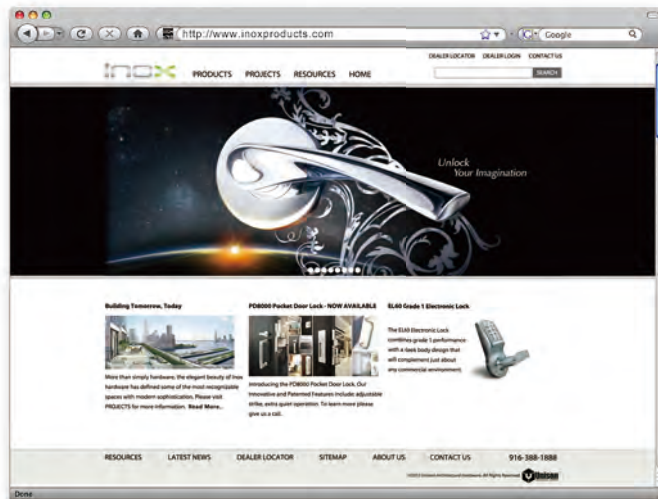 http://www.inoxproducts.com
Google
DEALER LOCATOR DEALER LOGIN CONTACT US
SEARCH
inox PRODUCTS PROJECTS RESOURCES HOME
Unlock
Your Imagination
Building Tomorrow, Today
More than simply hardware, the elegant beauty of Inox
hardware has defined some of the most recognizable
spaces with modern sophistication. Please visit
PROJECTS for more information. Read More..
PD8000 Pocket Door Lock - NOW AVAILABLE
Introducing the PD8000 Pocket Door Lock. Our
Innovative and Patented Features include: adjustable
strike, extra quiet operation. To learn more please
give us a call.
EL60 Grade 1 Electronic Lock
The EL60 Electronic Lock
combines grade 1 performance
with a sleek body design that
will complement just about
any commercial environment.
RESOURCES LATEST NEWS DEALER LOCATOR SITEMAP ABOUT US CONTACT US 916-388-1888
Unison
Done